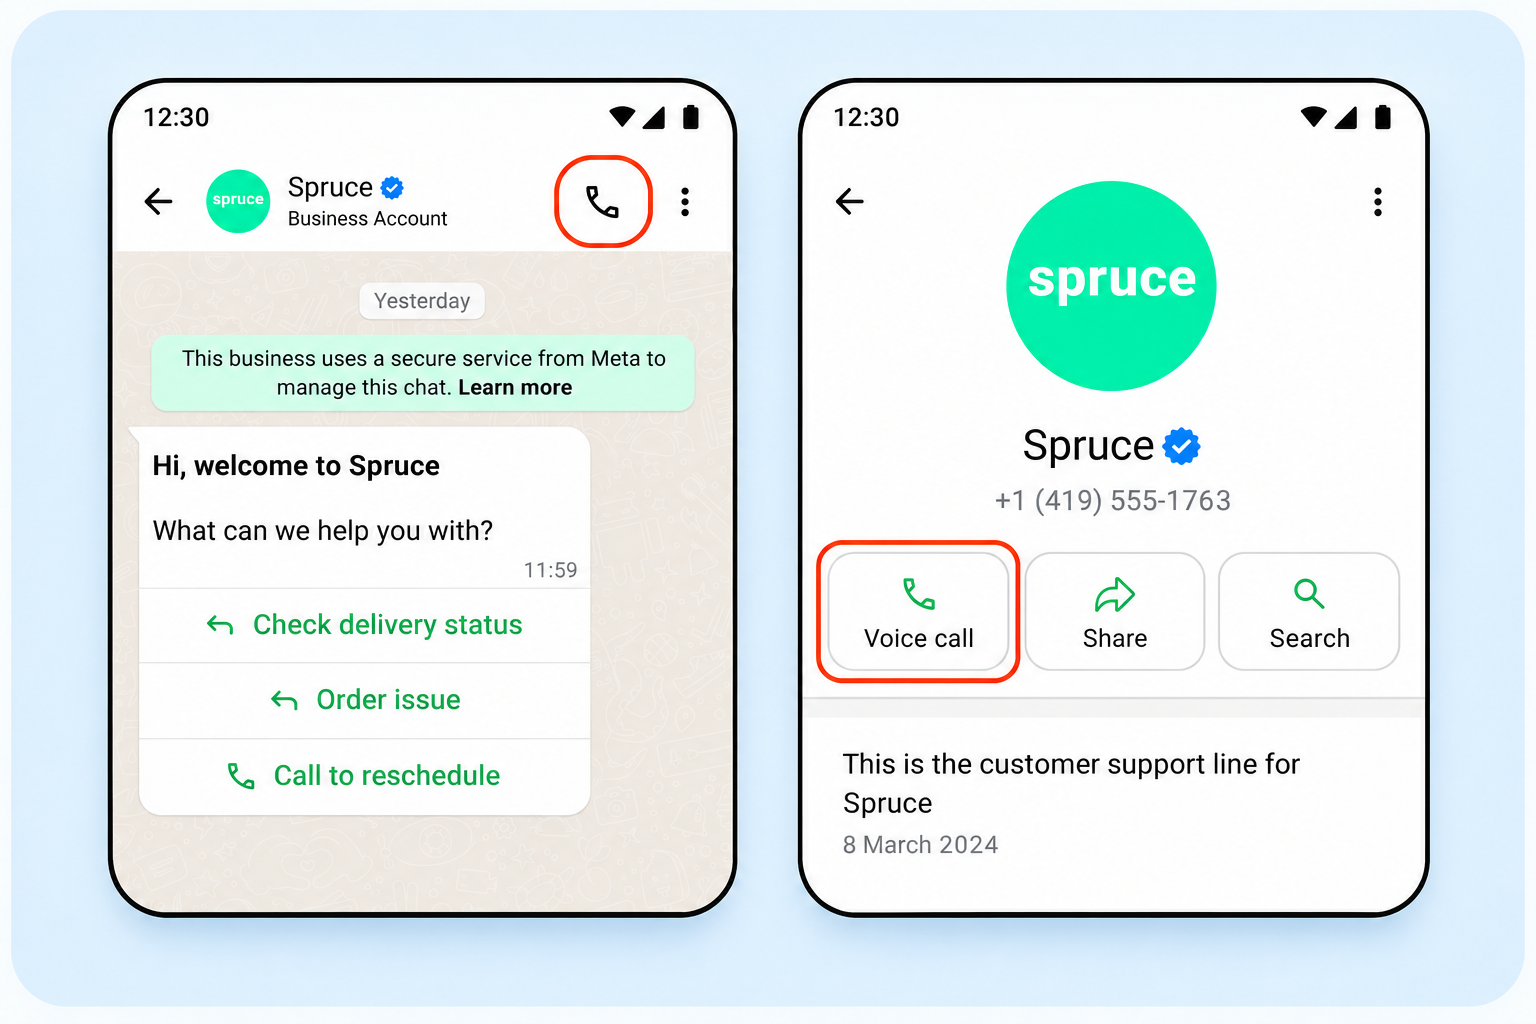 12:30
spruce
Spruce
Business Account
Yesterday
This business uses a secure service from Meta to
manage this chat. Learn more
Hi, welcome to Spruce
What can we help you with?
11:59
Check delivery status
Order issue
Call to reschedule
12:30
spruce
Spruce
+1 (419) 555-1763
Voice call
Share
Search
This is the customer support line for
Spruce
8 March 2024